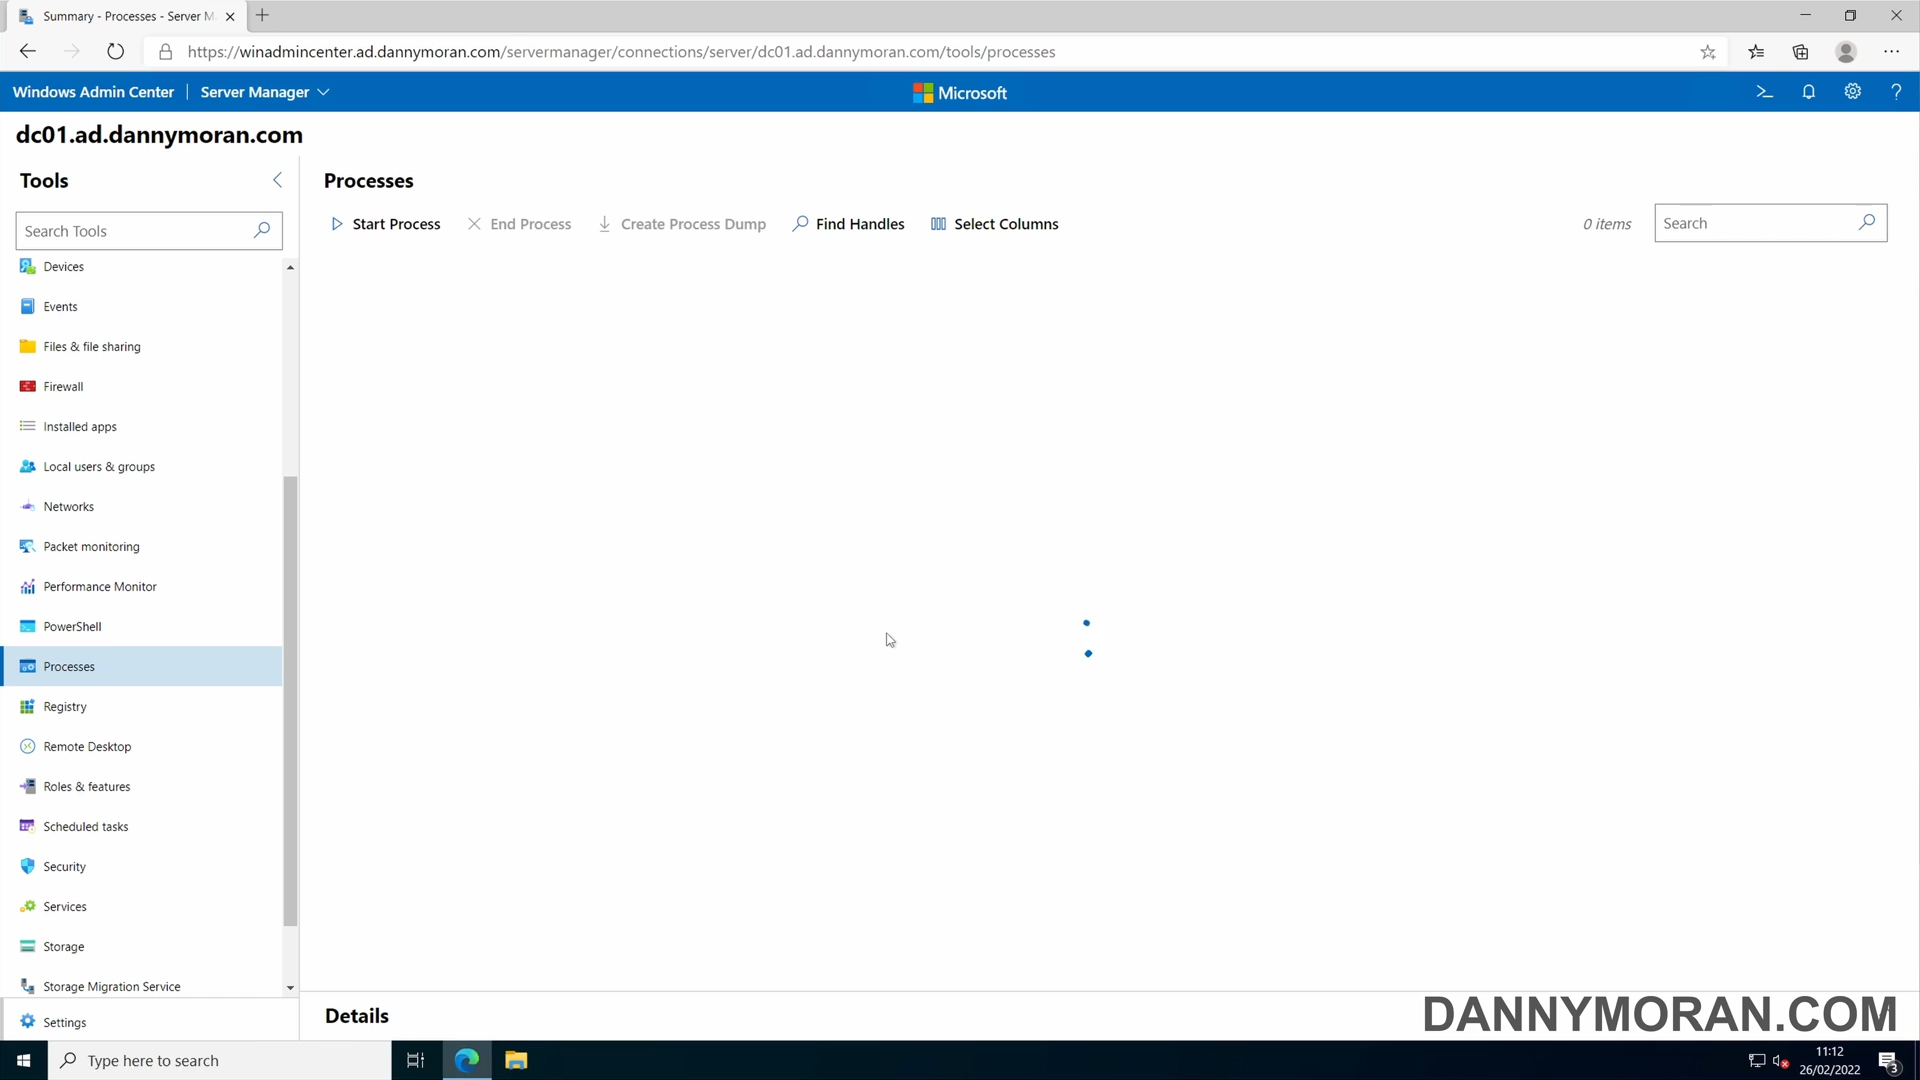 Summary - Processes - Server M
https://winadmincenter.ad.dannymoran.com/servermanager/connections/server/dc01.ad.dannymoran.com/tools/processes
Windows Admin Center
Server Manager
Microsoft
dc01.ad.dannymoran.com
Tools
Search Tools
Devices
Events
Files & file sharing
Firewall
Installed apps
Local users & groups
Networks
Packet monitoring
Performance Monitor
PowerShell
Processes
Registry
Remote Desktop
Roles & features
Scheduled tasks
Security
Services
Storage
Storage Migration Service
Settings
Processes
Start Process
End Process
Create Process Dump
Find Handles
Select Columns
0 items
Search
Details
DANNYMORAN.COM
Type here to search
11:12
26/02/2022
3